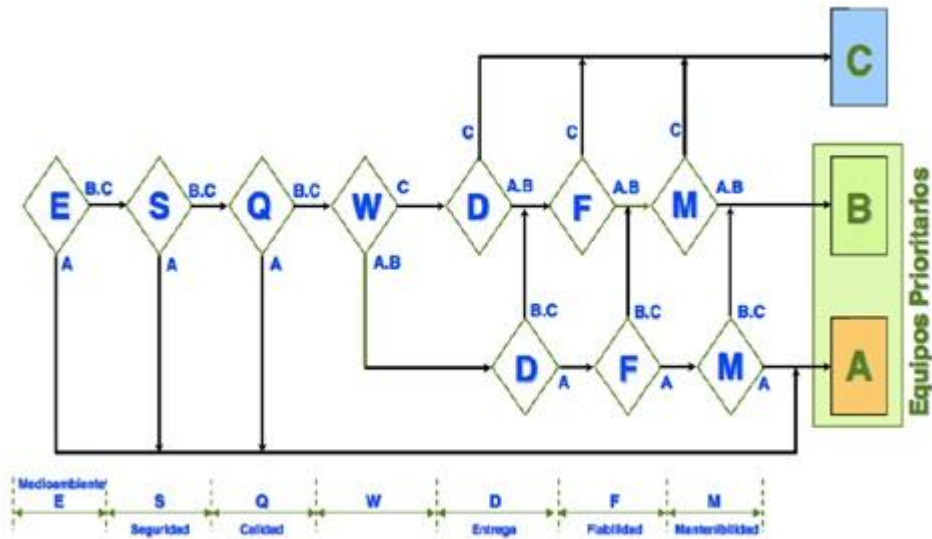 C
C
C
C
B.C
B.C
B.C
C
A.B
A.B
A.B
E
S
Q
W
D
F
M
B
A
A
A
A.B
B.C
B.C
B.C
D
F
M
A
A
A
A
Equipos Prioritarios
Medioambiente
E
S
Q
W
D
F
M
Seguridad
Calidad
Entrega
Fiabilidad
Mantenibilidad